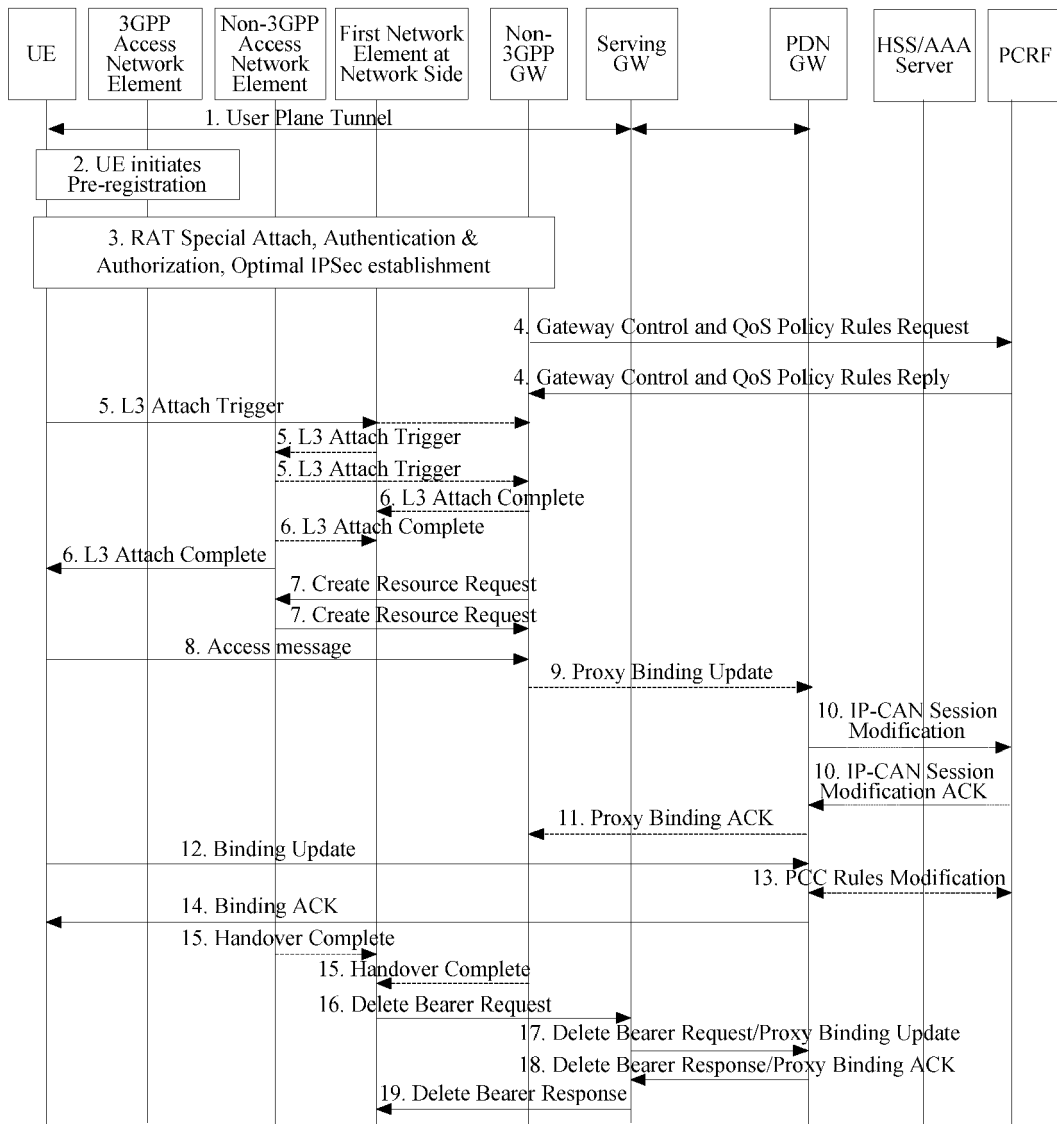 UE
3GPP
Access
Network
Element
Non-3GPP
Access
Network
Element
First Network
Element at
Network Side
Non-
3GPP
GW
Serving
GW
PDN
GW
HSS/AAA
Server
PCRF
1. User Plane Tunnel
2. UE initiates
Pre-registration
3. RAT Special Attach, Authentication &
Authorization, Optimal IPSec establishment
4. Gateway Control and QoS Policy Rules Request
4. Gateway Control and QoS Policy Rules Reply
5. L3 Attach Trigger
5. L3 Attach Trigger
5. L3 Attach Trigger
6. L3 Attach Complete
6. L3 Attach Complete
6. L3 Attach Complete
7. Create Resource Request
7. Create Resource Request
8. Access message
9. Proxy Binding Update
10. IP-CAN Session
Modification
10. IP-CAN Session
Modification ACK
11. Proxy Binding ACK
12. Binding Update
13. PCC Rules Modification
14. Binding ACK
15. Handover Complete
15. Handover Complete
16. Delete Bearer Request
17. Delete Bearer Request/Proxy Binding Update
18. Delete Bearer Response/Proxy Binding ACK
19. Delete Bearer Response